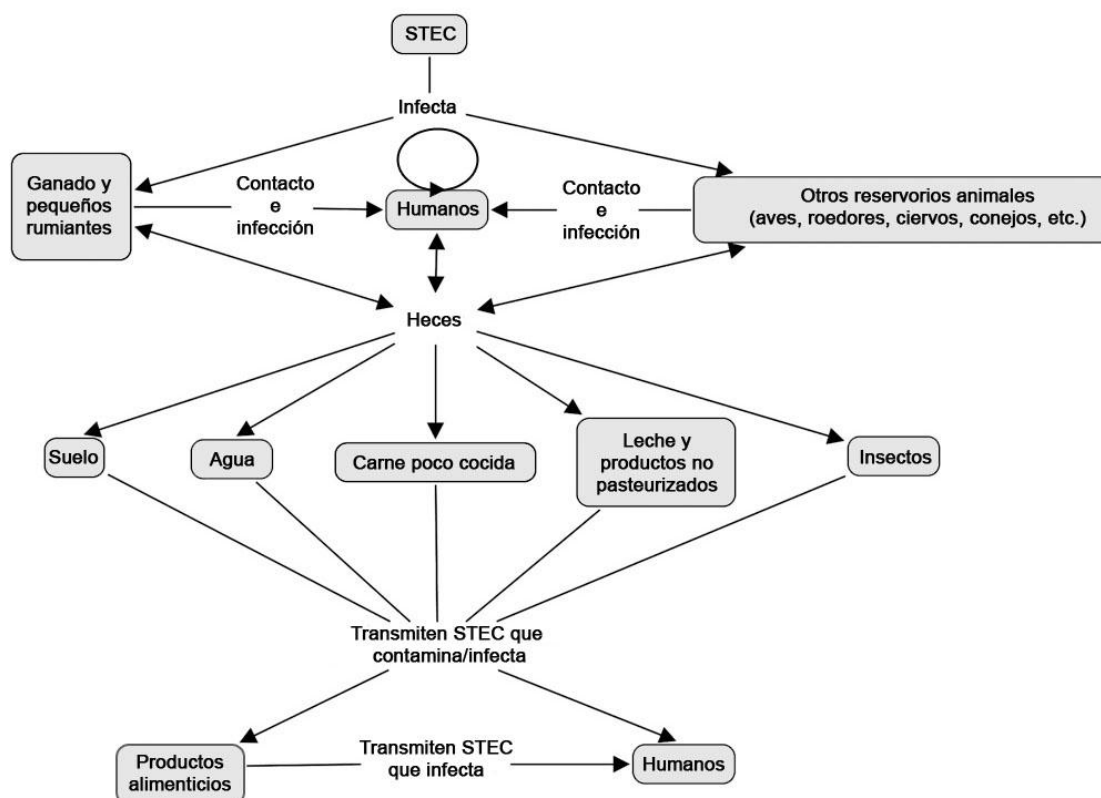 STEC
Infecta
Ganado y
pequeños
rumiantes
Contacto
e
infección
Humanos
Contacto
e
infección
Otros reservorios animales
(aves, roedores, ciervos, conejos, etc.)
Heces
Suelo
Agua
Carne poco cocida
Leche y
productos no
pasteurizados
Insectos
Transmiten STEC que
contamina/infecta
Productos
alimenticios
Transmiten STEC
que infecta
Humanos